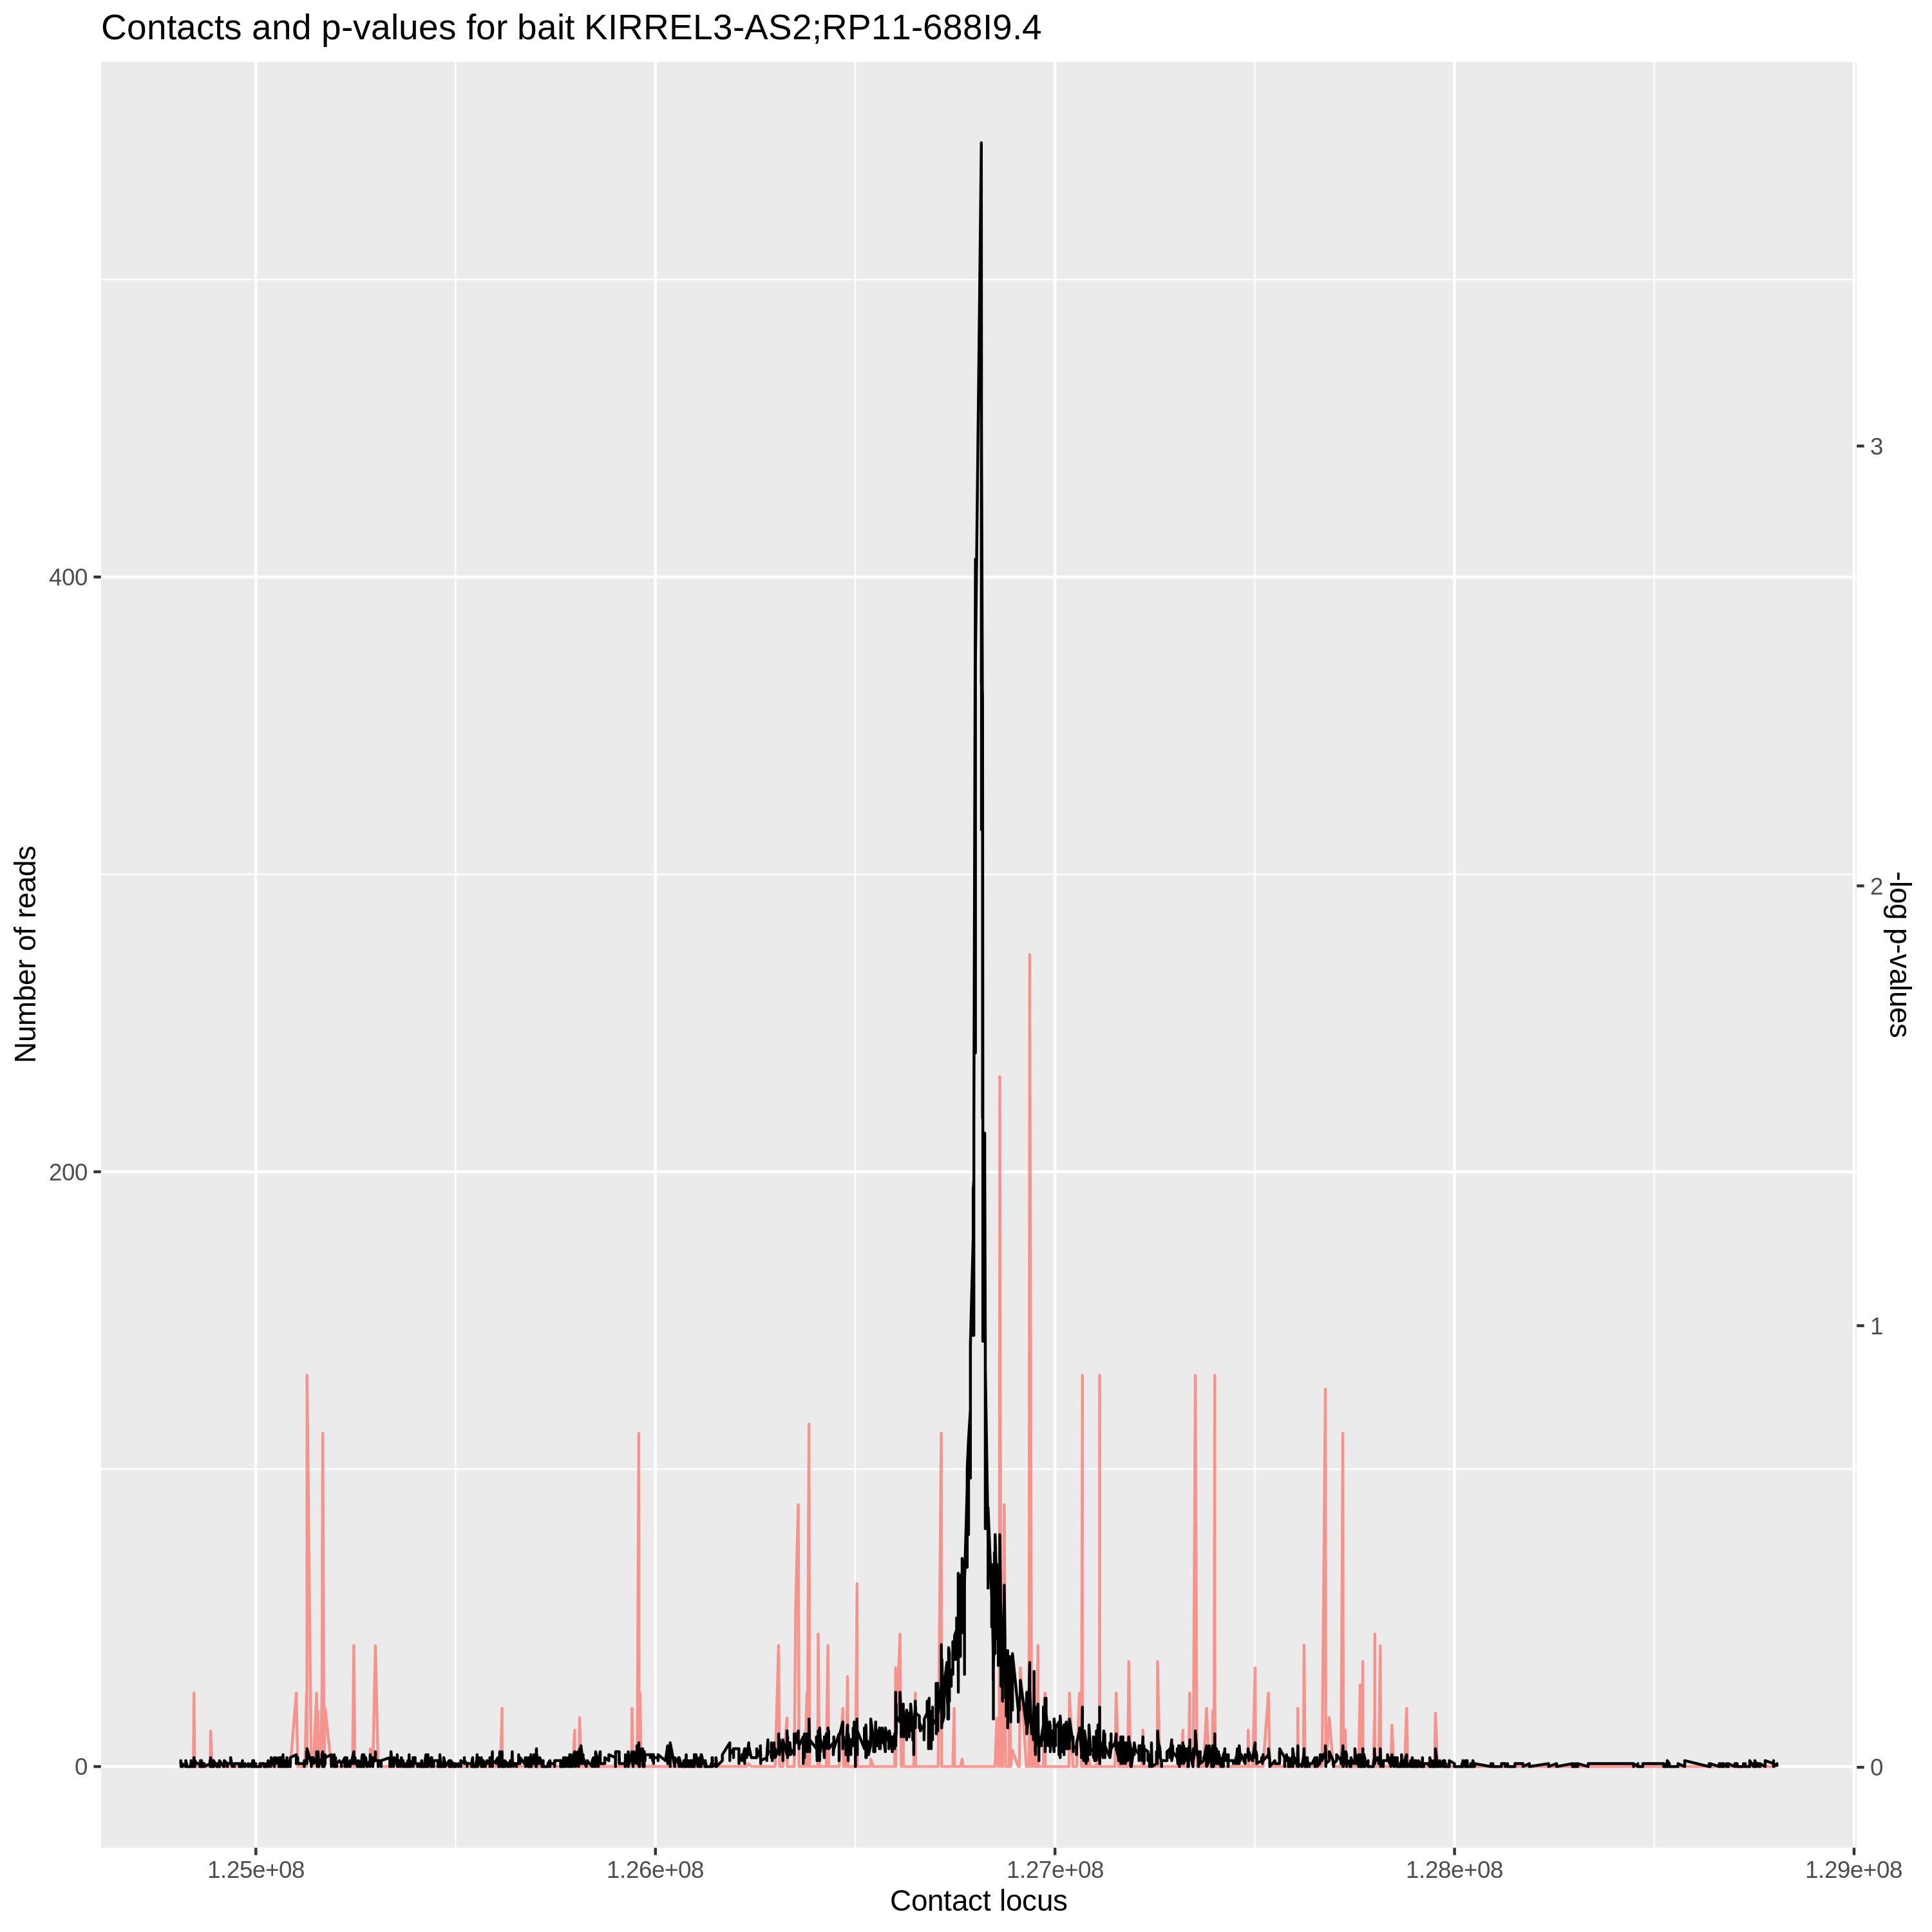 Contacts and p-values for bait KIRREL3-AS2;RP11-688I9.4
Number of reads
400
200
0
3
2
1
0
-log p-values
1.25e+08 1.26e+08 1.27e+08 1.28e+08 1.29e+08
Contact locus